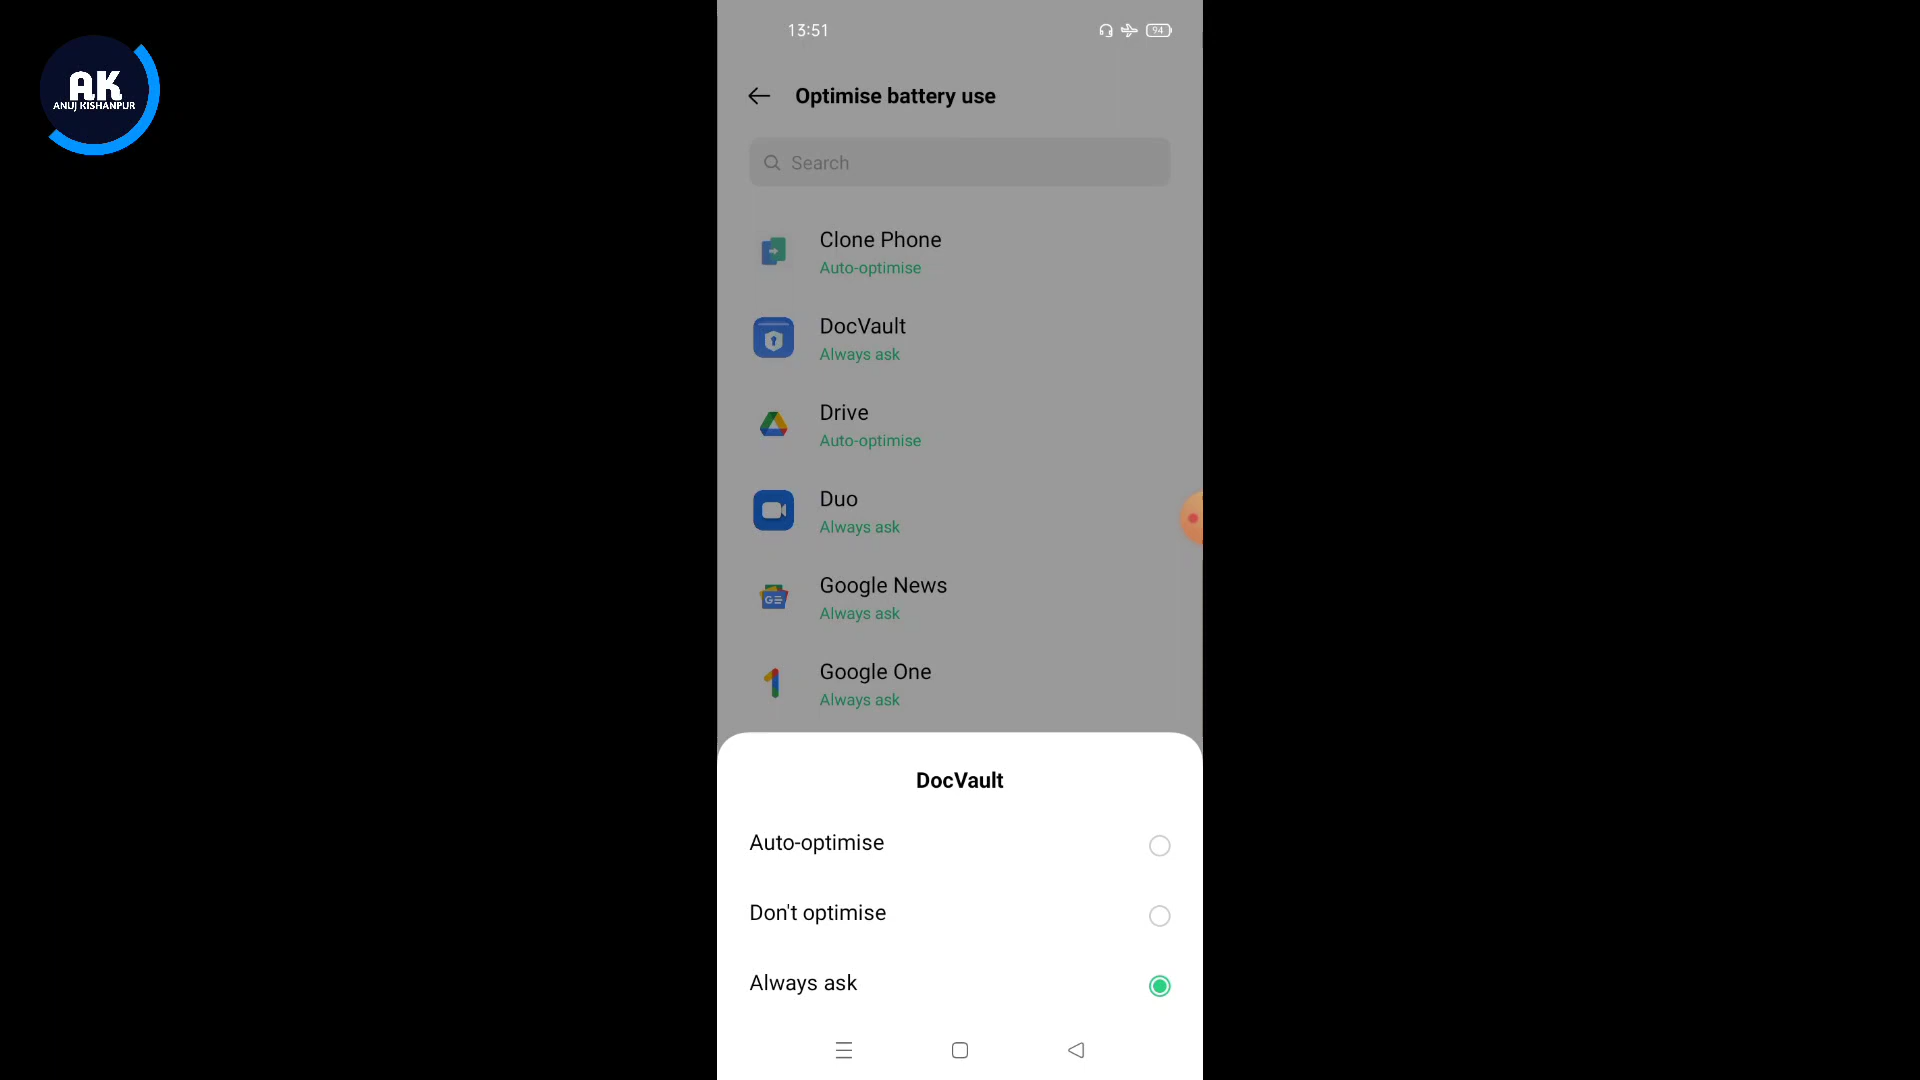 AK
ANUJ KISHANPUR
13:51
94
Optimise battery use
Search
Clone Phone
Auto-optimise
DocVault
Always ask
Drive
Auto-optimise
Duo
Always ask
Google News
Always ask
Google One
Always ask
DocVault
Auto-optimise
Don't optimise
Always ask